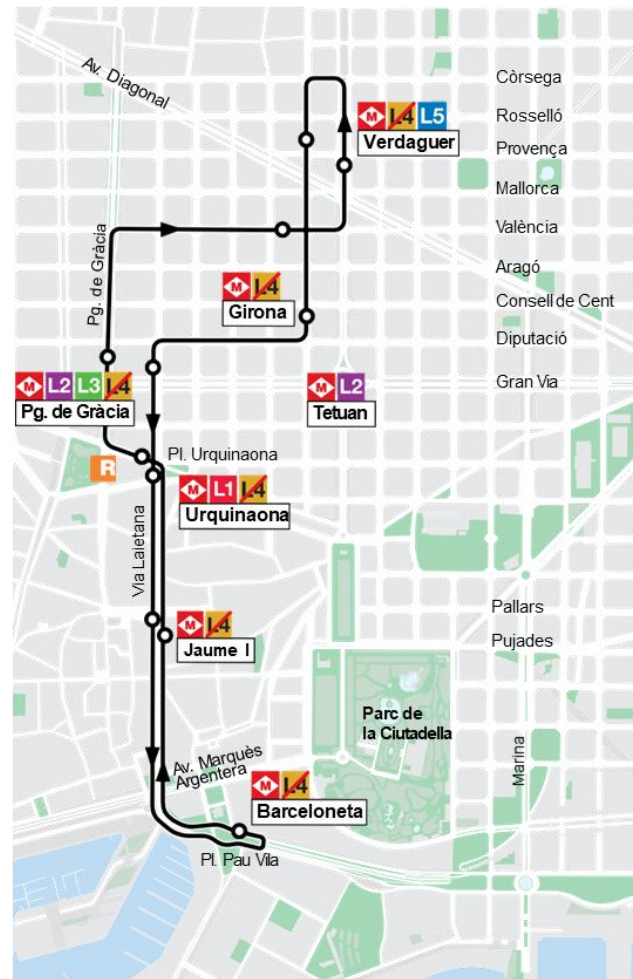 Av. Diagonal
Còrsega
Rosselló
Provença
Mallorca
València
Aragó
Consell de Cent
Diputació
Gran Via
M L4 L5
Verdaguer
Pg. de Gràcia
M L4
Girona
M L2 L3 L4
Pg. de Gràcia
M L2
Tetuan
Pl. Urquinaona
R
M L1 L4
Urquinaona
Via Laietana
M L4
Jaume I
Pallars
Pujades
Parc de
la Ciutadella
Marina
Av. Marquès
Argentera
M L4
Barceloneta
Pl. Pau Vila